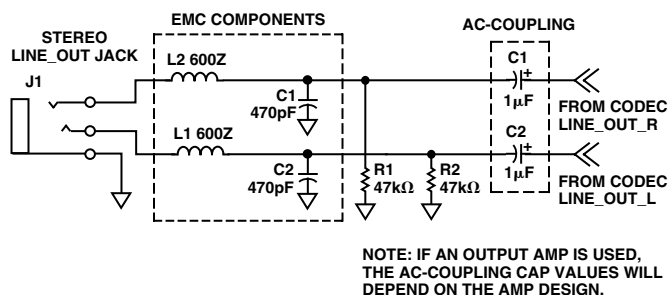 EMC COMPONENTS
STEREO
LINE_OUT JACK
AC-COUPLING
J1
L2 600Z
C1
470pF
C1
+
1µF
FROM CODEC
LINE_OUT_R
L1 600Z
C2
470pF
R1
47kΩ
R2
47kΩ
C2
+
1µF
FROM CODEC
LINE_OUT_L
NOTE: IF AN OUTPUT AMP IS USED,
THE AC-COUPLING CAP VALUES WILL
DEPEND ON THE AMP DESIGN.